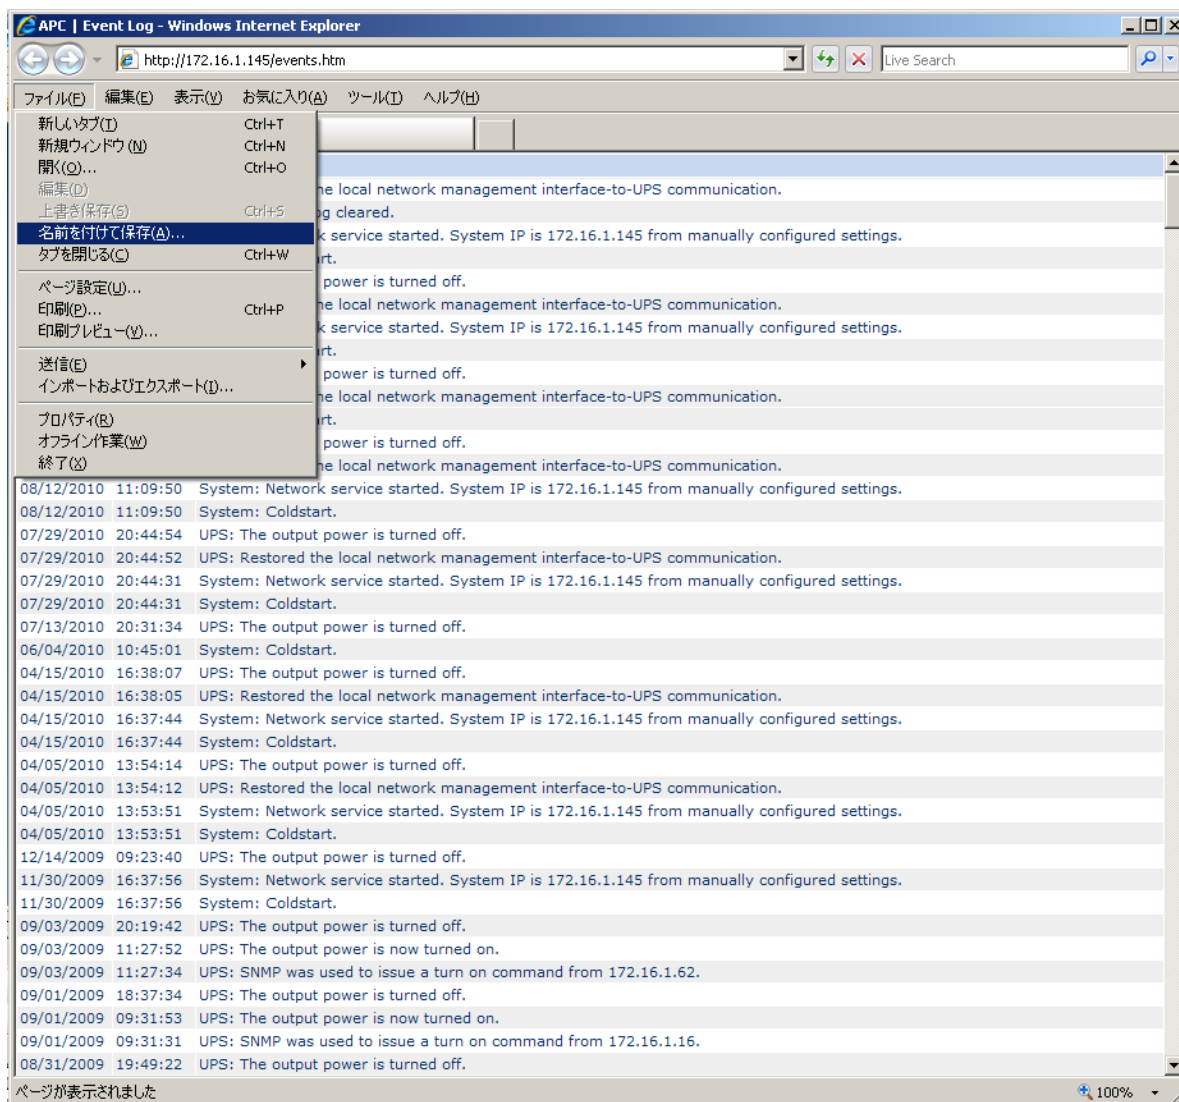 APC | Event Log - Windows Internet Explorer
http://172.16.1.145/events.htm
Live Search
ファイル(F) 編集(E) 表示(V) お気に入り(A) ツール(T) ヘルプ(H)
新しいタブ(T) Ctrl+T
新規ウィンドウ(N) Ctrl+N
開く(O)... Ctrl+O
編集(D)
上書き保存(S) Ctrl+S
名前を付けて保存(A)...
タブを閉じる(C) Ctrl+W
ページ設定(U)...
印刷(P)... Ctrl+P
印刷プレビュー(V)...
送信(E)
インポートおよびエクスポート(I)...
プロパティ(R)
オフライン作業(W)
終了(X)
he local network management interface-to-UPS communication.
og cleared.
k service started. System IP is 172.16.1.145 from manually configured settings.
rt.
power is turned off.
he local network management interface-to-UPS communication.
k service started. System IP is 172.16.1.145 from manually configured settings.
rt.
power is turned off.
he local network management interface-to-UPS communication.
rt.
power is turned off.
he local network management interface-to-UPS communication.
08/12/2010 11:09:50 System: Network service started. System IP is 172.16.1.145 from manually configured settings.
08/12/2010 11:09:50 System: Coldstart.
07/29/2010 20:44:54 UPS: The output power is turned off.
07/29/2010 20:44:52 UPS: Restored the local network management interface-to-UPS communication.
07/29/2010 20:44:31 System: Network service started. System IP is 172.16.1.145 from manually configured settings.
07/29/2010 20:44:31 System: Coldstart.
07/13/2010 20:31:34 UPS: The output power is turned off.
06/04/2010 10:45:01 System: Coldstart.
04/15/2010 16:38:07 UPS: The output power is turned off.
04/15/2010 16:38:05 UPS: Restored the local network management interface-to-UPS communication.
04/15/2010 16:37:44 System: Network service started. System IP is 172.16.1.145 from manually configured settings.
04/15/2010 16:37:44 System: Coldstart.
04/05/2010 13:54:14 UPS: The output power is turned off.
04/05/2010 13:54:12 UPS: Restored the local network management interface-to-UPS communication.
04/05/2010 13:53:51 System: Network service started. System IP is 172.16.1.145 from manually configured settings.
04/05/2010 13:53:51 System: Coldstart.
12/14/2009 09:23:40 UPS: The output power is turned off.
11/30/2009 16:37:56 System: Network service started. System IP is 172.16.1.145 from manually configured settings.
11/30/2009 16:37:56 System: Coldstart.
09/03/2009 20:19:42 UPS: The output power is turned off.
09/03/2009 11:27:52 UPS: The output power is now turned on.
09/03/2009 11:27:34 UPS: SNMP was used to issue a turn on command from 172.16.1.62.
09/01/2009 18:37:34 UPS: The output power is turned off.
09/01/2009 09:31:53 UPS: The output power is now turned on.
09/01/2009 09:31:31 UPS: SNMP was used to issue a turn on command from 172.16.1.16.
08/31/2009 19:49:22 UPS: The output power is turned off.
ページが表示されました 100%